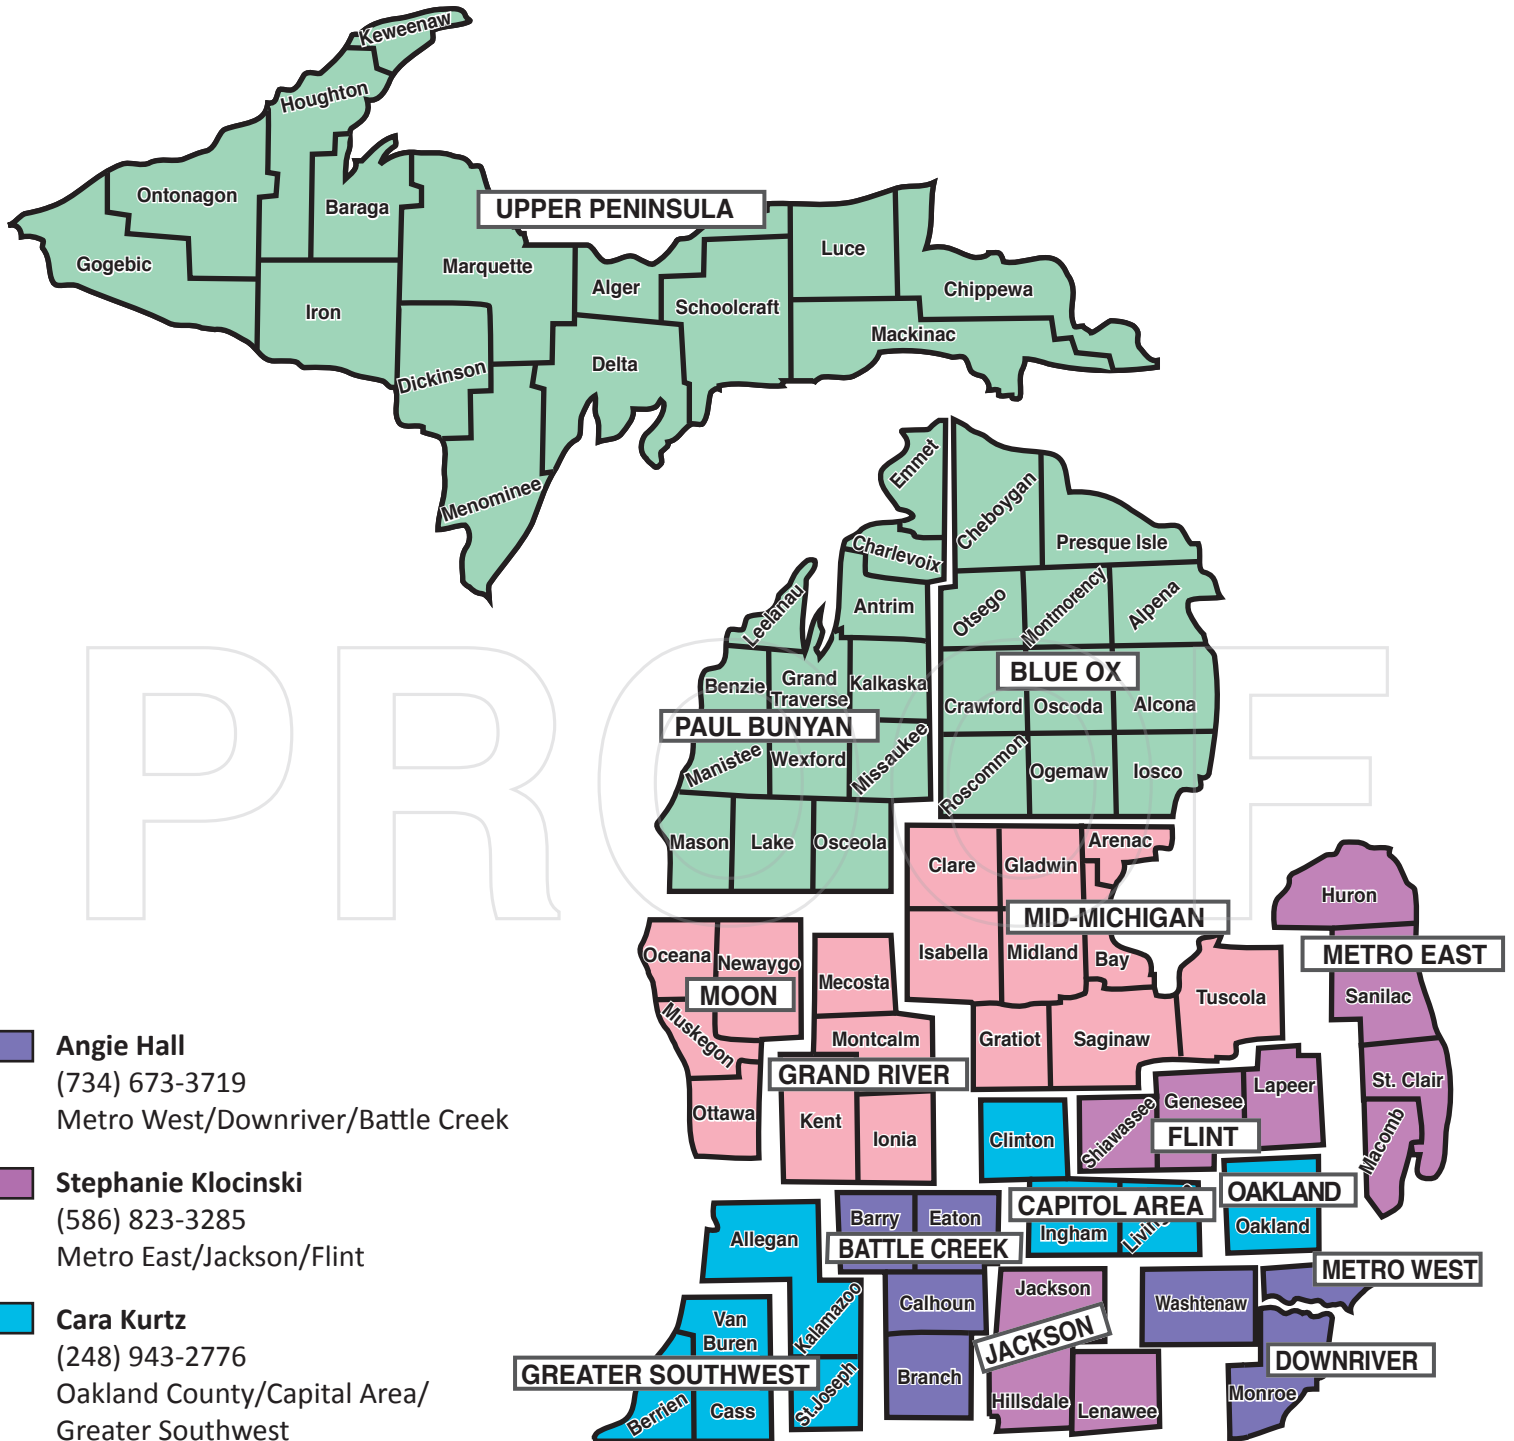 Keweenaw
Houghton
Ontonagon
Baraga
UPPER PENINSULA
Gogebic
Marquette
Luce
Alger
Chippewa
Iron
Schoolcraft
Mackinac
Dickinson
Delta
Menominee
Emmet
Cheboygan
Presque Isle
Charlevoix
Leelanau
Antrim
Otsego
Montmorency
Alpena
PROOF
Benzie
Grand
Traverse
Kalkaska
BLUE OX
Crawford
Oscoda
Alcona
PAUL BUNYAN
Manistee
Wexford
Missaukee
Roscommon
Ogemaw
Iosco
Mason
Lake
Osceola
Clare
Gladwin
Arenac
MID-MICHIGAN
Isabella
Midland
Bay
Tuscola
Gratiot
Saginaw
Huron
METRO EAST
Sanilac
St. Clair
Macomb
Oceana
Newaygo
MOON
Muskegon
Ottawa
Mecosta
Montcalm
GRAND RIVER
Kent
Ionia
Clinton
Shiawassee
Genesee
Lapeer
FLINT
CAPITOL AREA
Ingham
OAKLAND
Oakland
Barry
Eaton
BATTLE CREEK
Calhoun
Branch
Allegan
Kalamazoo
Van
Buren
GREATER SOUTHWEST
Berrien
Cass
St.Joseph
Jackson
JACKSON
Hillsdale
Lenawee
Washtenaw
METRO WEST
DOWNRIVER
Monroe
Angie Hall
(734) 673-3719
Metro West/Downriver/Battle Creek
Stephanie Klocinski
(586) 823-3285
Metro East/Jackson/Flint
Cara Kurtz
(248) 943-2776
Oakland County/Capital Area/
Greater Southwest